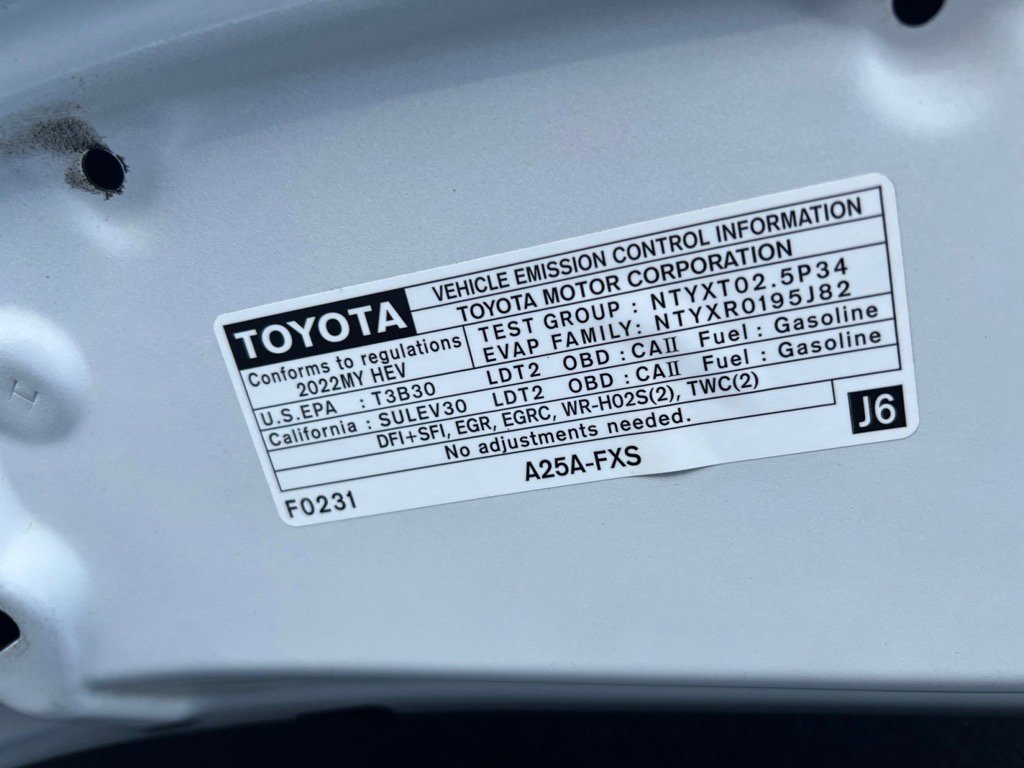 TOYOTA
VEHICLE EMISSION CONTROL INFORMATION
TOYOTA MOTOR CORPORATION
Conforms to regulations
2022MY HEV
TEST GROUP : NTYXT02.5P34
EVAP FAMILY: NTYXR0195J82
U.S.EPA : T3B30 LDT2 OBD : CAII Fuel : Gasoline
California : SULEV30 LDT2 OBD : CAII Fuel : Gasoline
DFI+SFI, EGR, EGRC, WR-HO2S(2), TWC(2)
No adjustments needed.
J6
A25A-FXS
F0231
L